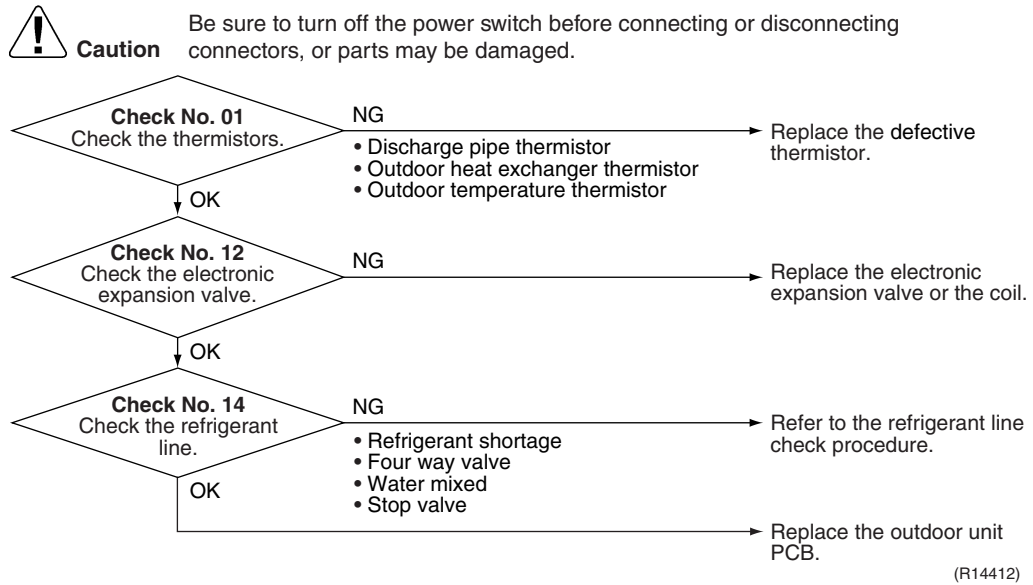 Be sure to turn off the power switch before connecting or disconnecting
Caution
connectors, or parts may be damaged.
Check No. 01
Check the thermistors.
NG
• Discharge pipe thermistor
• Outdoor heat exchanger thermistor
• Outdoor temperature thermistor
Replace the defective
thermistor.
OK
Check No. 12
Check the electronic
expansion valve.
NG
Replace the electronic
expansion valve or the coil.
OK
Check No. 14
Check the refrigerant
line.
NG
• Refrigerant shortage
• Four way valve
• Water mixed
• Stop valve
Refer to the refrigerant line
check procedure.
OK
Replace the outdoor unit
PCB.
(R14412)